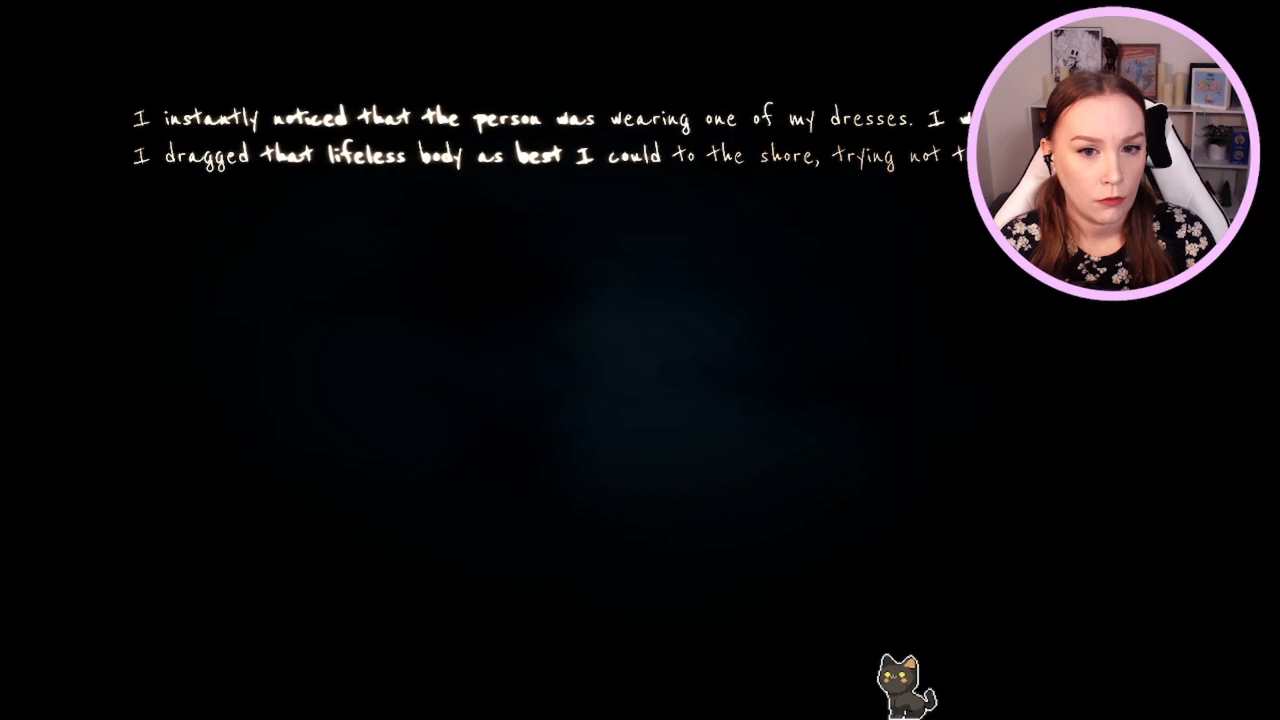 I instantly noticed that the person was wearing one of my dresses. I
I dragged that lifeless body as best I could to the shore, trying not